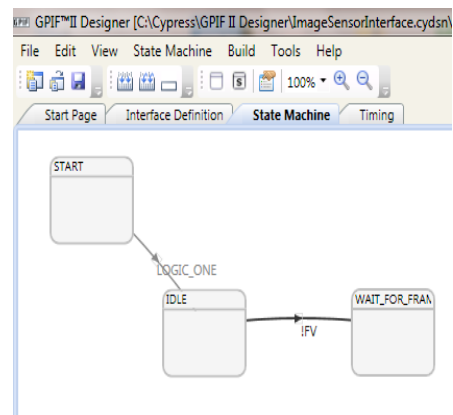 GPIF™II Designer [C:\Cypress\GPIF II Designer\ImageSensorInterface.cydsn\
File Edit View State Machine Build Tools Help
100%
Start Page Interface Definition State Machine Timing
START
LOGIC_ONE
IDLE WAIT_FOR_FRAM
!FV